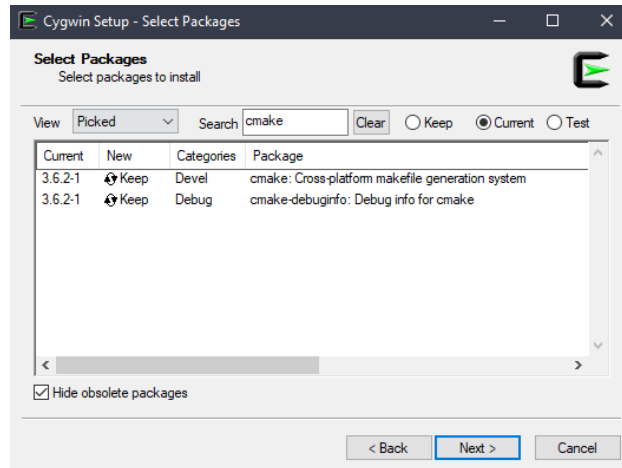 Cygwin Setup - Select Packages
Select Packages
Select packages to install
View Picked Search cmake Clear Keep Current Test
Current New Categories Package
3.6.2-1 Keep Devel cmake: Cross-platform makefile generation system
3.6.2-1 Keep Debug cmake-debuginfo: Debug info for cmake
Hide obsolete packages
< Back Next > Cancel